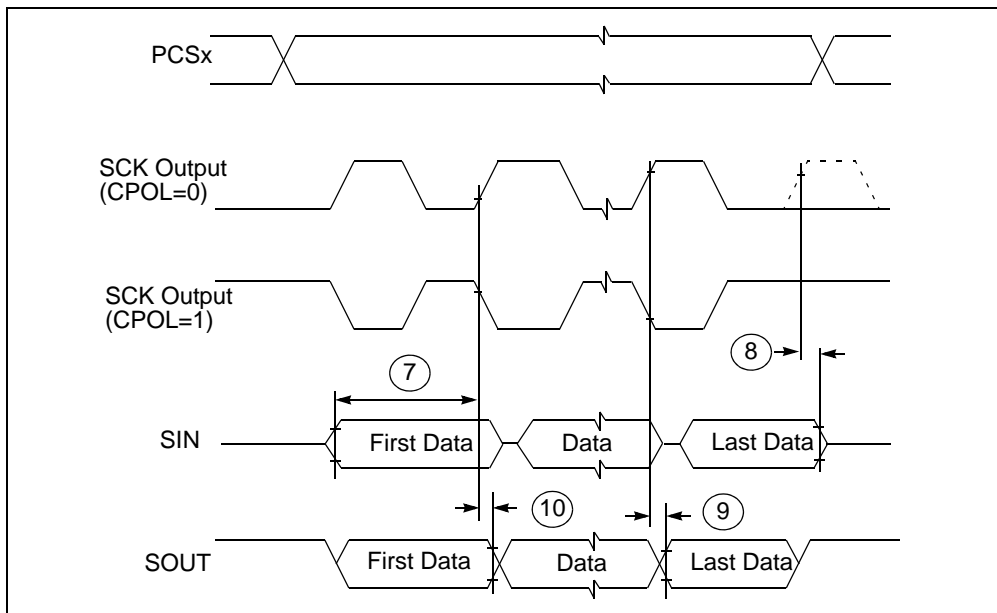 PCSx
SCK Output
(CPOL=0)
SCK Output
(CPOL=1)
8
7
SIN
First Data
Data
Last Data
10
9
SOUT
First Data
Data
Last Data